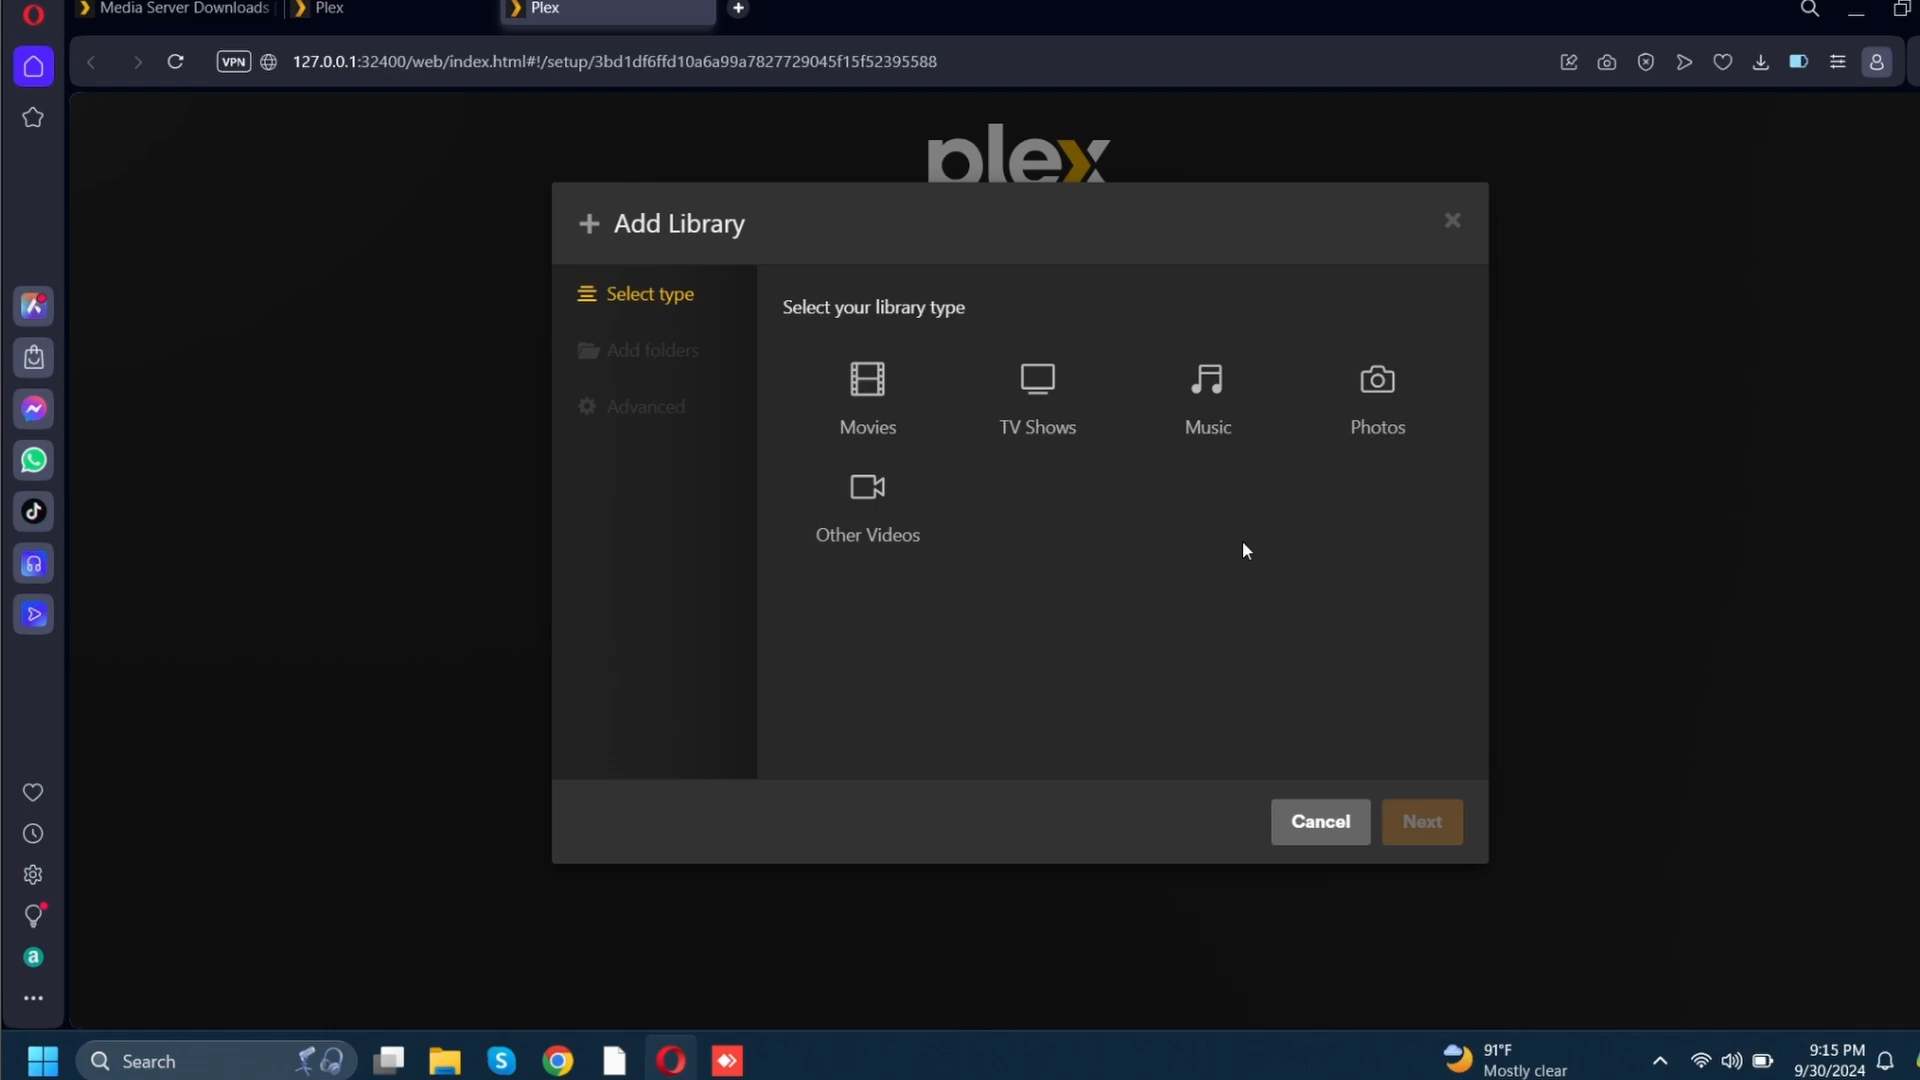 Media Server Downloads
Plex
Plex
VPN
127.0.0.1:32400/web/index.html#!/setup/3bd1df6ffd10a6a99a7827729045f15f52395588
plex
Add Library
Select type
Add folders
Advanced
Select your library type
Movies
TV Shows
Music
Photos
Other Videos
Cancel
Next
a
Search
91°F
Mostly clear
9:15 PM
9/30/2024